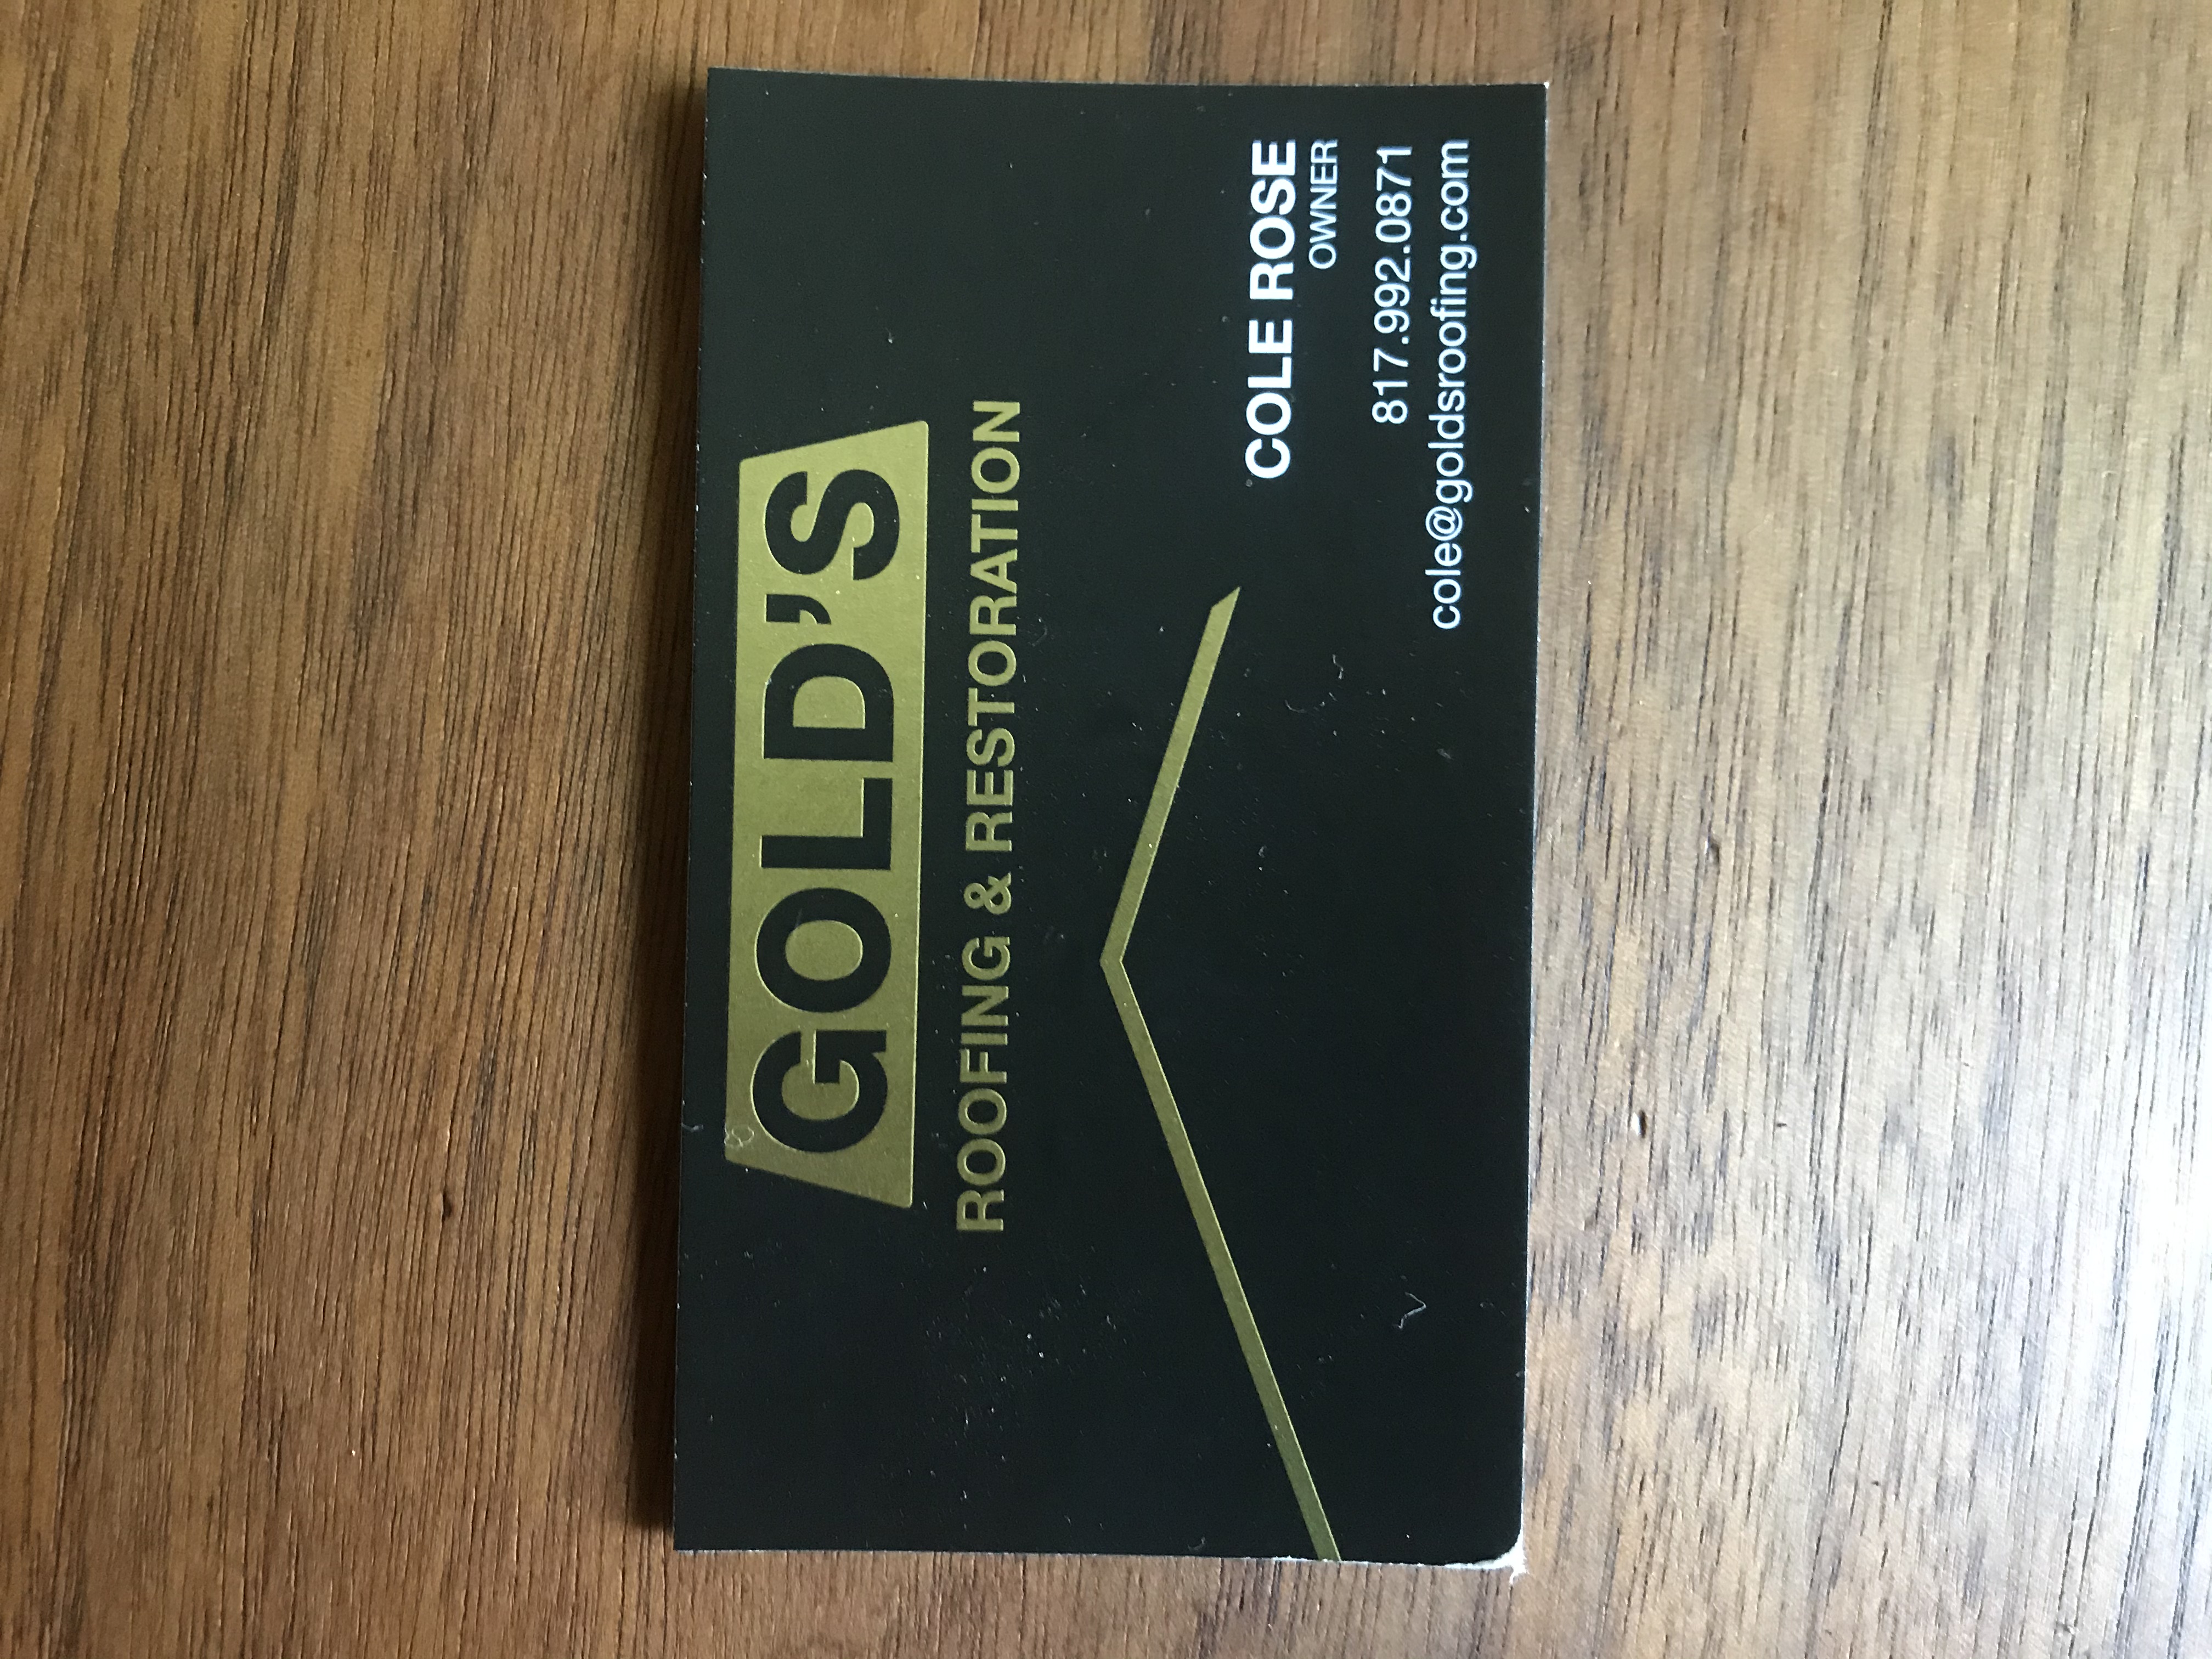 GOLD'S
ROOFING & RESTORATION
COLE ROSE
OWNER
817.992.0871
cole@goldsroofing.com